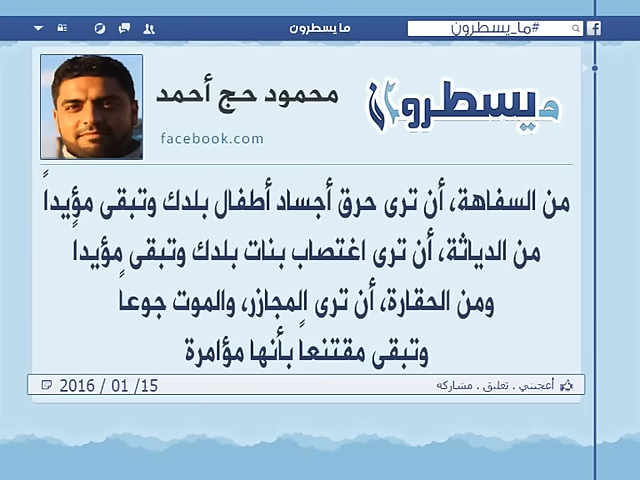 ما يسطرون
#ما_يسطرون
محمود حج أحمد
facebook.com
ما يسطرون
من السفاهة، أن ترى حرق أجساد أطفال بلدك وتبقى مؤيداً
من الدياثة، أن ترى اغتصاب بنات بلدك وتبقى مؤيداً
ومن الحقارة، أن ترى المجازر، والموت جوعاً
وتبقى مقتنعاً بأنها مؤامرة
أعجبني . تعليق . مشاركه
2016 / 01 /15